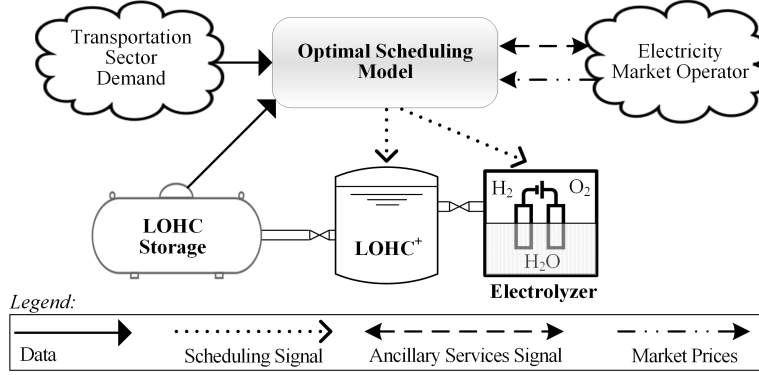 Transportation
Sector
Demand
Optimal Scheduling
Model
Electricity
Market Operator
LOHC
Storage
LOHC⁺
H₂
O₂
H₂O
Electrolyzer
Legend:
Data
Scheduling Signal
Ancillary Services Signal
Market Prices